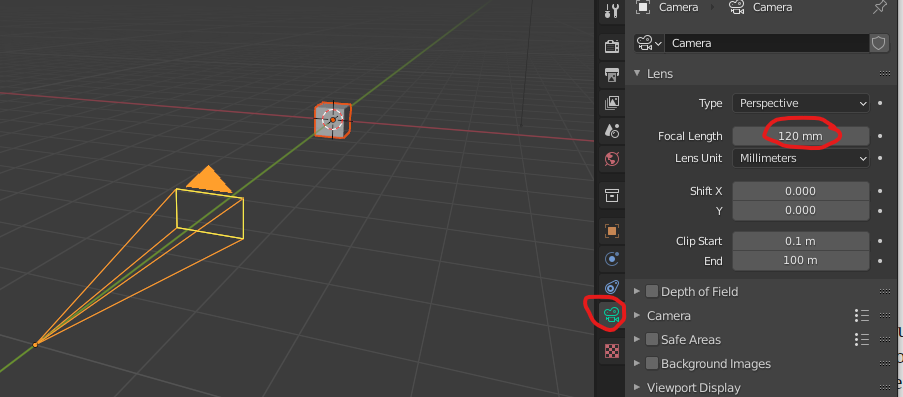 Camera › Camera
Camera
Lens
Type Perspective
Focal Length 120 mm
Lens Unit Millimeters
Shift X 0.000
Y 0.000
Clip Start 0.1 m
End 100 m
Depth of Field
Camera
Safe Areas
Background Images
Viewport Display